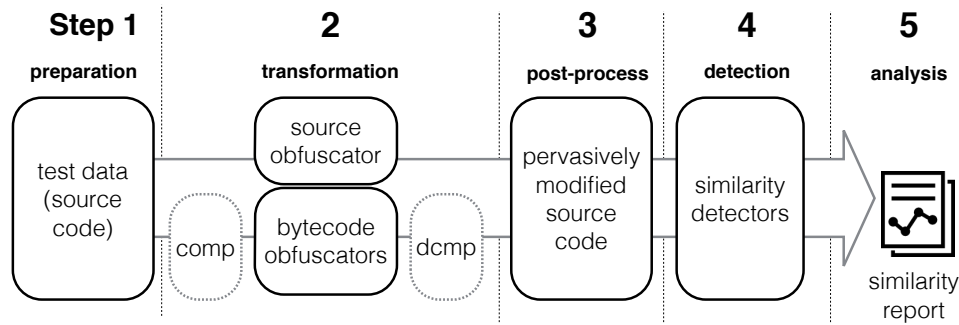 Step 1
2
3
4
5
preparation
transformation
post-process
detection
analysis
test data
(source
code)
source
obfuscator
comp
bytecode
obfuscators
dcmp
pervasively
modified
source
code
similarity
detectors
similarity
report